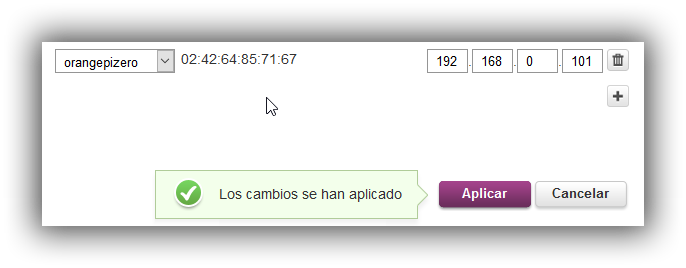 orangepizero 02:42:64:85:71:67 192.168.0.101
Los cambios se han aplicado Aplicar Cancelar